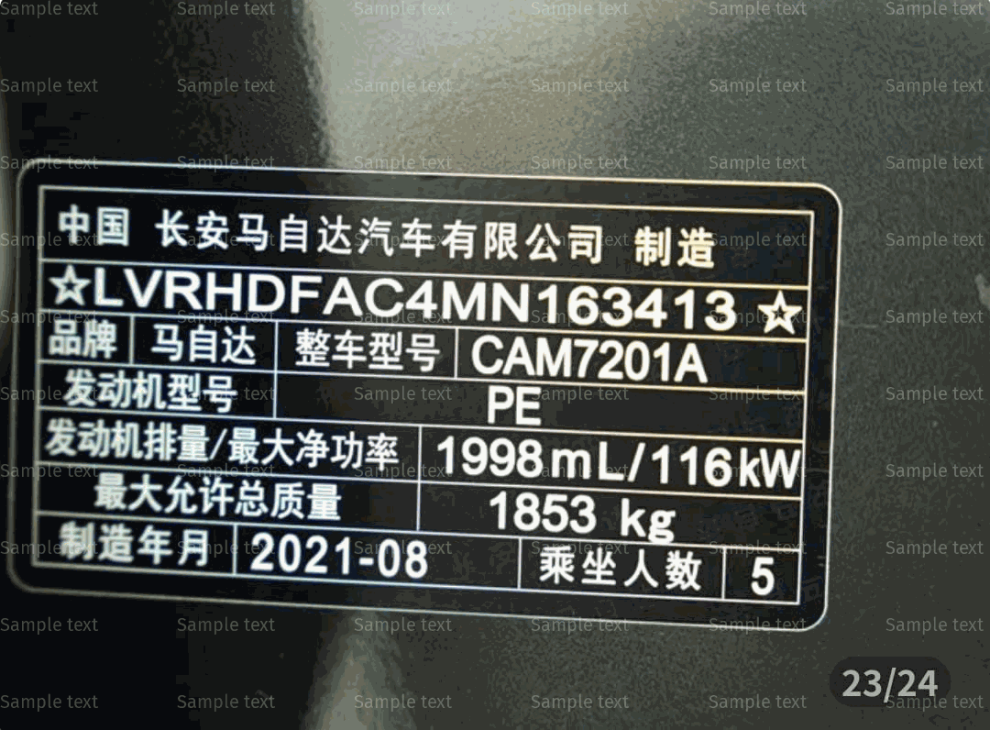 中国 长安马自达汽车有限公司 制造
☆LVRHDFAC4MN163413☆
品牌 马自达 整车型号 CAM7201A
发动机型号 PE
发动机排量/最大净功率 1998mL/116kW
最大允许总质量 1853 kg
制造年月 2021-08 乘坐人数 5
23/24
Sample text